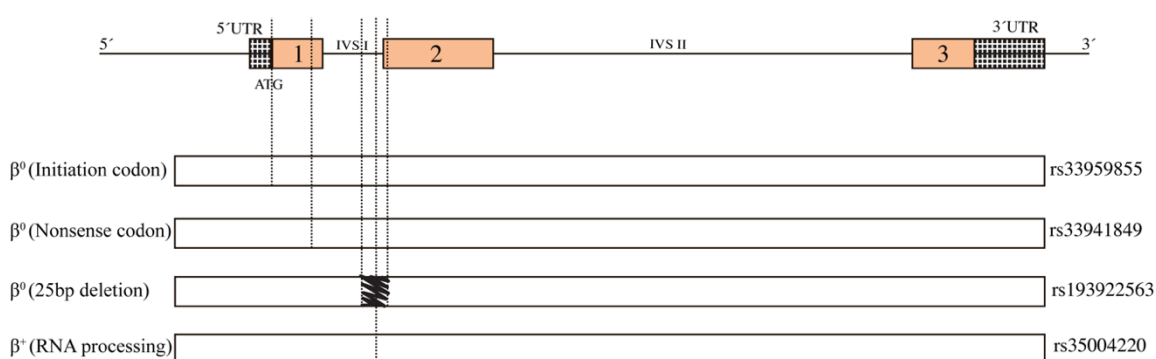 5´UTR
3´UTR
5´
IVS I
IVS II
3´
1
2
3
ATG
β⁰ (Initiation codon)
rs33959855
β⁰ (Nonsense codon)
rs33941849
β⁰ (25bp deletion)
rs193922563
β⁺ (RNA processing)
rs35004220